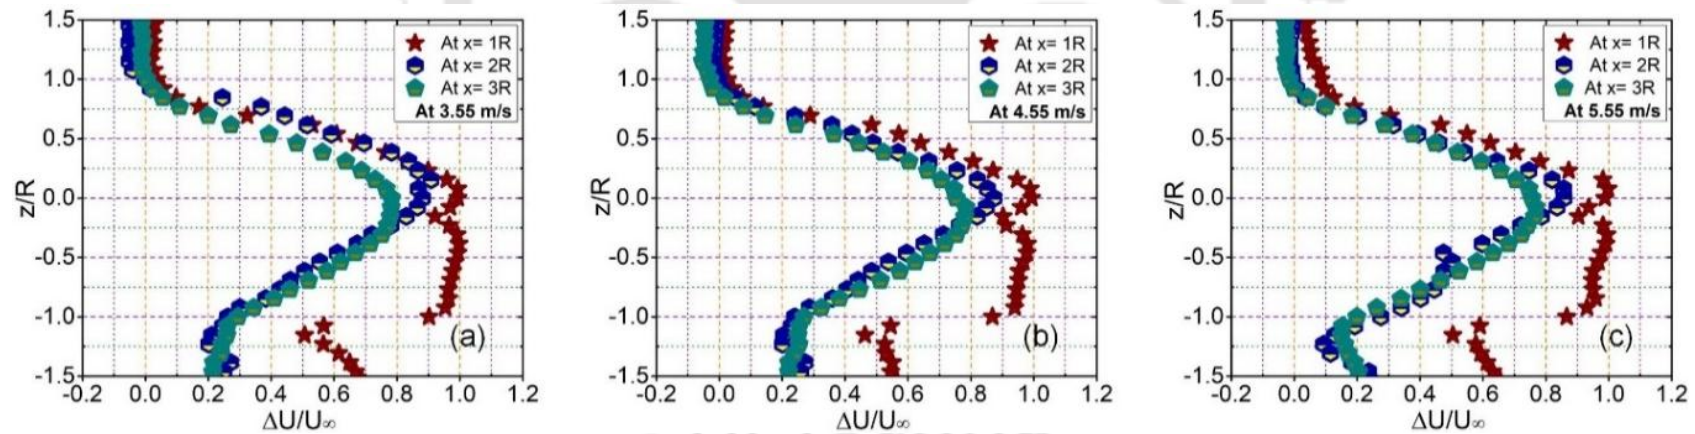 1.5
1.0
0.5
0.0
-0.5
-1.0
-1.5
z/R
-0.2 0.0 0.2 0.4 0.6 0.8 1.0 1.2
ΔU/U∞
At x= 1R
At x= 2R
At x= 3R
At 3.55 m/s
(a)
1.5
1.0
0.5
0.0
-0.5
-1.0
-1.5
z/R
-0.2 0.0 0.2 0.4 0.6 0.8 1.0 1.2
ΔU/U∞
At x= 1R
At x= 2R
At x= 3R
At 4.55 m/s
(b)
1.5
1.0
0.5
0.0
-0.5
-1.0
-1.5
z/R
-0.2 0.0 0.2 0.4 0.6 0.8 1.0 1.2
ΔU/U∞
At x= 1R
At x= 2R
At x= 3R
At 5.55 m/s
(c)